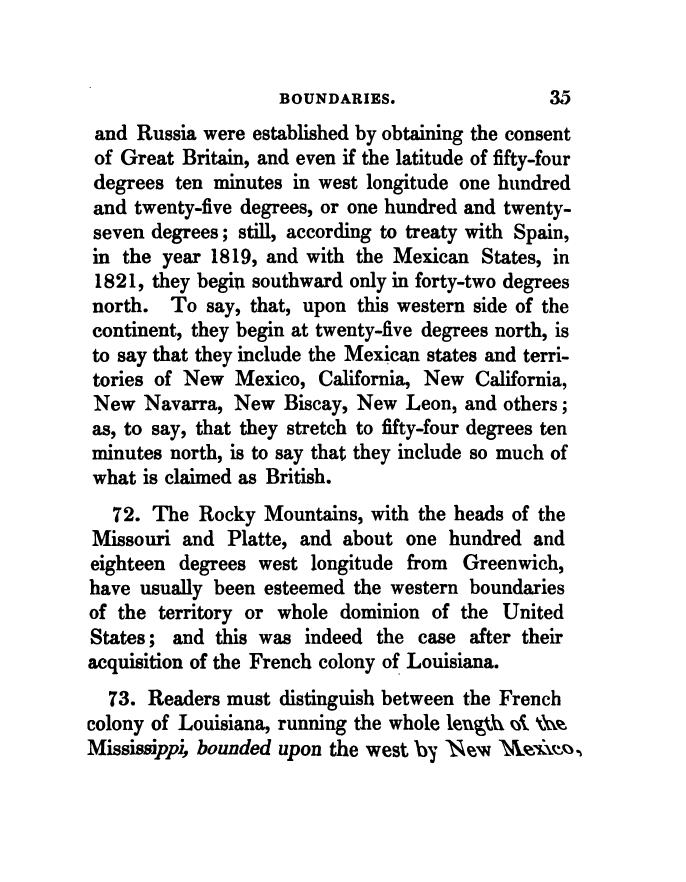 BOUNDARIES. 35
and Russia were established by obtaining the consent
of Great Britain, and even if the latitude of fifty-four
degrees ten minutes in west longitude one hundred
and twenty-five degrees, or one hundred and twenty-
seven degrees; still, according to treaty with Spain,
in the year 1819, and with the Mexican States, in
1821, they begin southward only in forty-two degrees
north. To say, that, upon this western side of the
continent, they begin at twenty-five degrees north, is
to say that they include the Mexican states and terri-
tories of New Mexico, California, New California,
New Navarra, New Biscay, New Leon, and others;
as, to say, that they stretch to fifty-four degrees ten
minutes north, is to say that they include so much of
what is claimed as British.
72. The Rocky Mountains, with the heads of the
Missouri and Platte, and about one hundred and
eighteen degrees west longitude from Greenwich,
have usually been esteemed the western boundaries
of the territory or whole dominion of the United
States; and this was indeed the case after their
acquisition of the French colony of Louisiana.
73. Readers must distinguish between the French
colony of Louisiana, running the whole length of the
Mississippi, bounded upon the west by New Mexico,